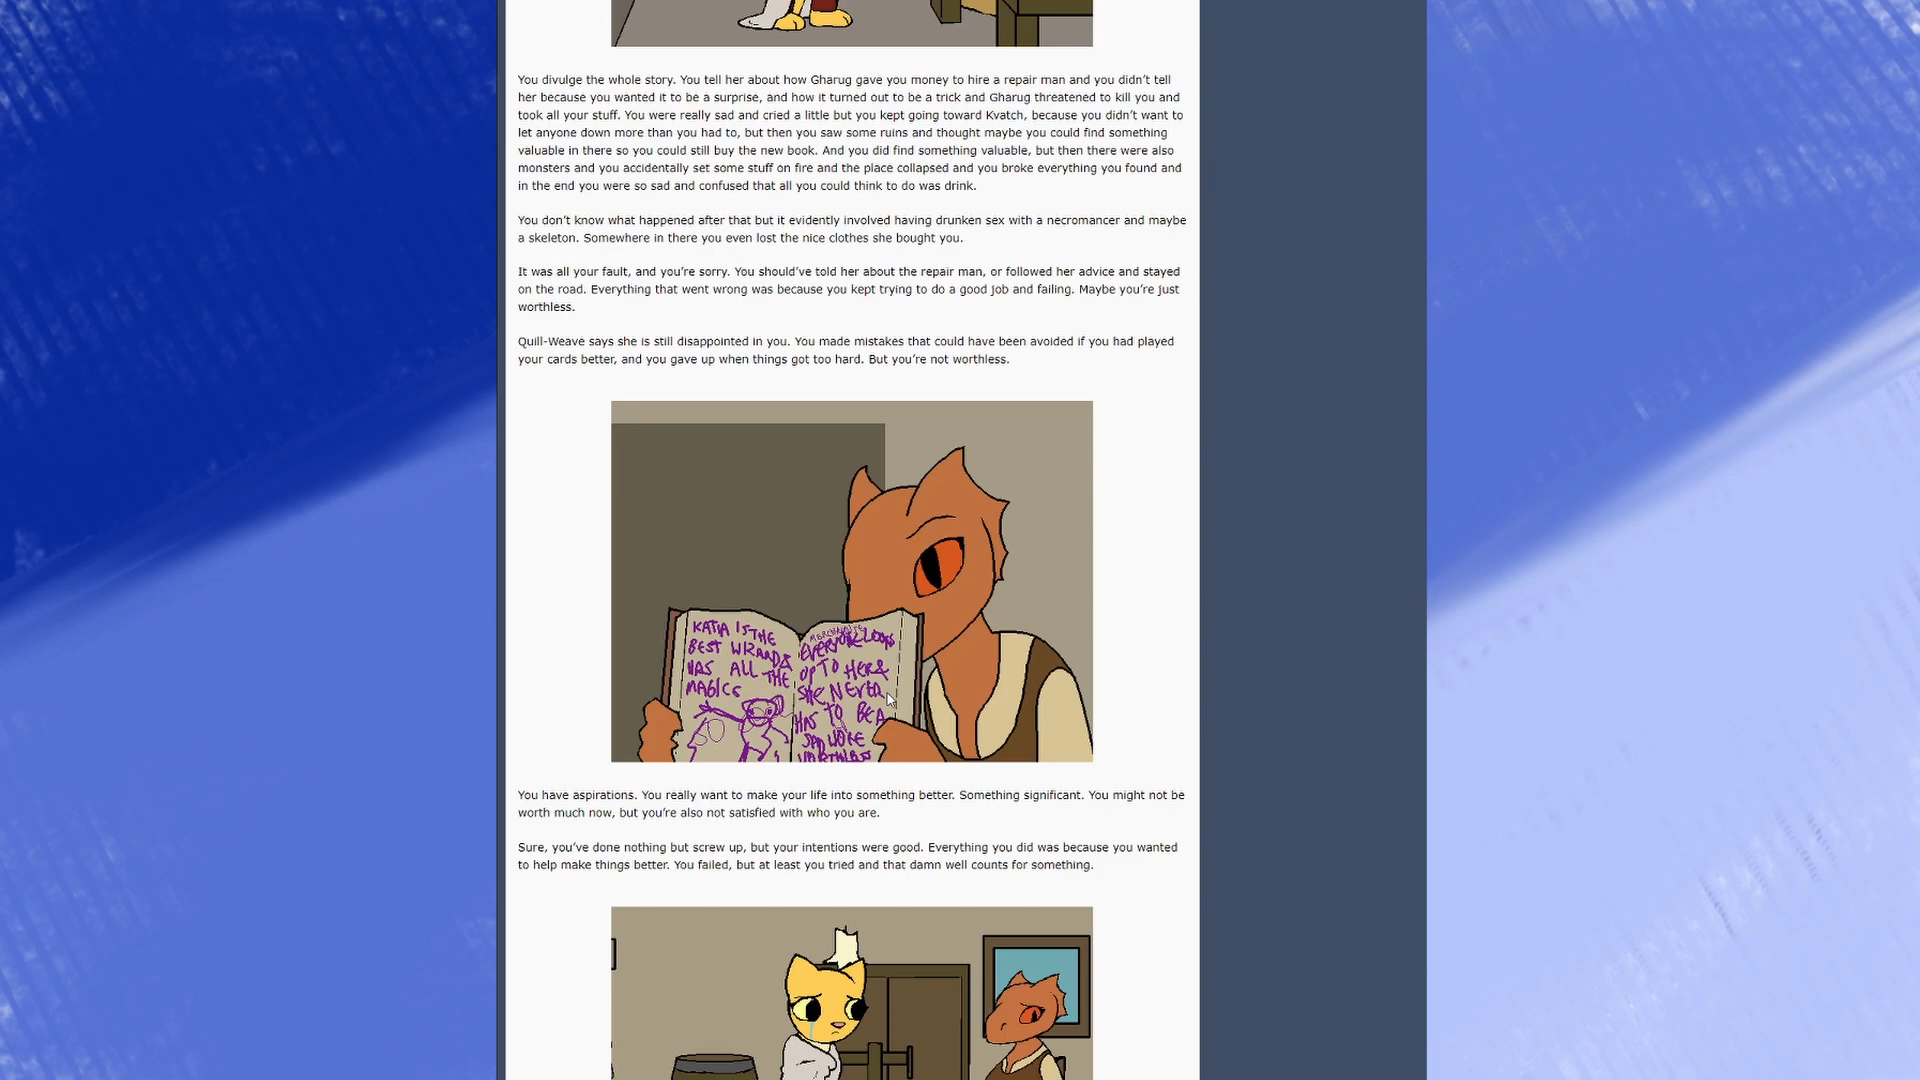 You divulge the whole story. You tell her about how Gharug gave you money to hire a repair man and you didn’t tell
her because you wanted it to be a surprise, and how it turned out to be a trick and Gharug threatened to kill you and
took all your stuff. You were really sad and cried a little but you kept going toward Kvatch, because you didn’t want to
let anyone down more than you had to, but then you saw some ruins and thought maybe you could find something
valuable in there so you could still buy the new book. And you did find something valuable, but then there were also
monsters and you accidentally set some stuff on fire and the place collapsed and you broke everything you found and
in the end you were so sad and confused that all you could think to do was drink.
You don’t know what happened after that but it evidently involved having drunken sex with a necromancer and maybe
a skeleton. Somewhere in there you even lost the nice clothes she bought you.
It was all your fault, and you’re sorry. You should’ve told her about the repair man, or followed her advice and stayed
on the road. Everything that went wrong was because you kept trying to do a good job and failing. Maybe you’re just
worthless.
Quill-Weave says she is still disappointed in you. You made mistakes that could have been avoided if you had played
your cards better, and you gave up when things got too hard. But you’re not worthless.
KATIA IS THE
BEST WIZARD &
HAS ALL THE
MAGICS
EVERYONE LOOKS
UP TO HER &
SHE NEVER
HAS TO BE A
SAD
You have aspirations. You really want to make your life into something better. Something significant. You might not be
worth much now, but you’re also not satisfied with who you are.
Sure, you’ve done nothing but screw up, but your intentions were good. Everything you did was because you wanted
to help make things better. You failed, but at least you tried and that damn well counts for something.